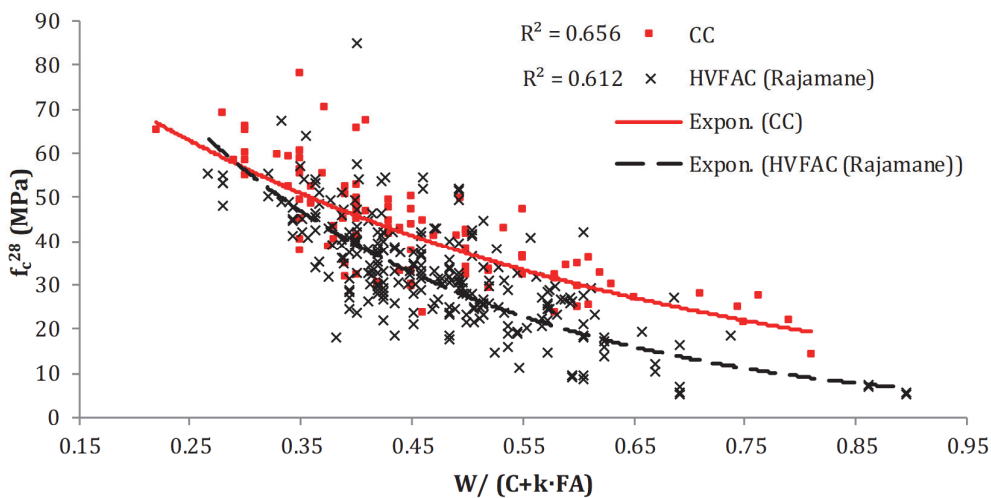 90
80
70
60
50
40
30
20
10
0
f_c^28 (MPa)
R² = 0.656 CC
R² = 0.612 HVFAC (Rajamane)
Expon. (CC)
Expon. (HVFAC (Rajamane))
0.15 0.25 0.35 0.45 0.55 0.65 0.75 0.85 0.95
W/ (C+k·FA)